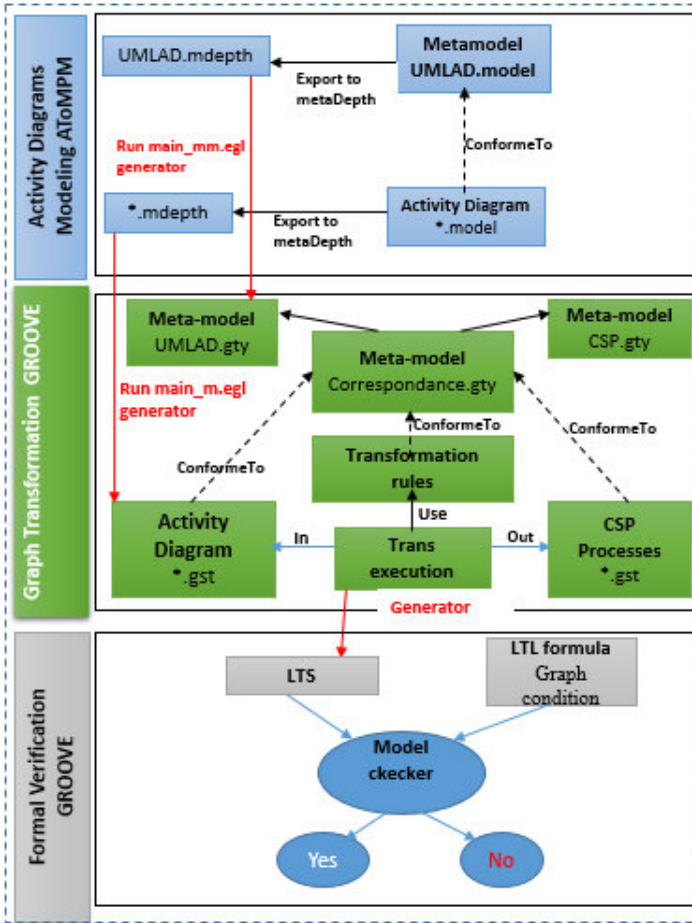 Activity Diagrams
Modeling AToMPM
UMLAD.mdepth
Metamodel
UMLAD.model
Export to
metaDepth
Run main_mm.egl
generator
ConformeTo
*.mdepth
Export to
metaDepth
Activity Diagram
*.model
Graph Transformation GROOVE
Meta-model
UMLAD.gty
Meta-model
CSP.gty
Meta-model
Correspondance.gty
Run main_m.egl
generator
ConformeTo
ConformeTo
ConformeTo
Transformation
rules
Use
Activity
Diagram
*.gst
In
Trans
execution
Out
CSP
Processes
*.gst
Generator
Formal Verification
GROOVE
LTS
LTL formula
Graph
condition
Model
ckecker
Yes
No